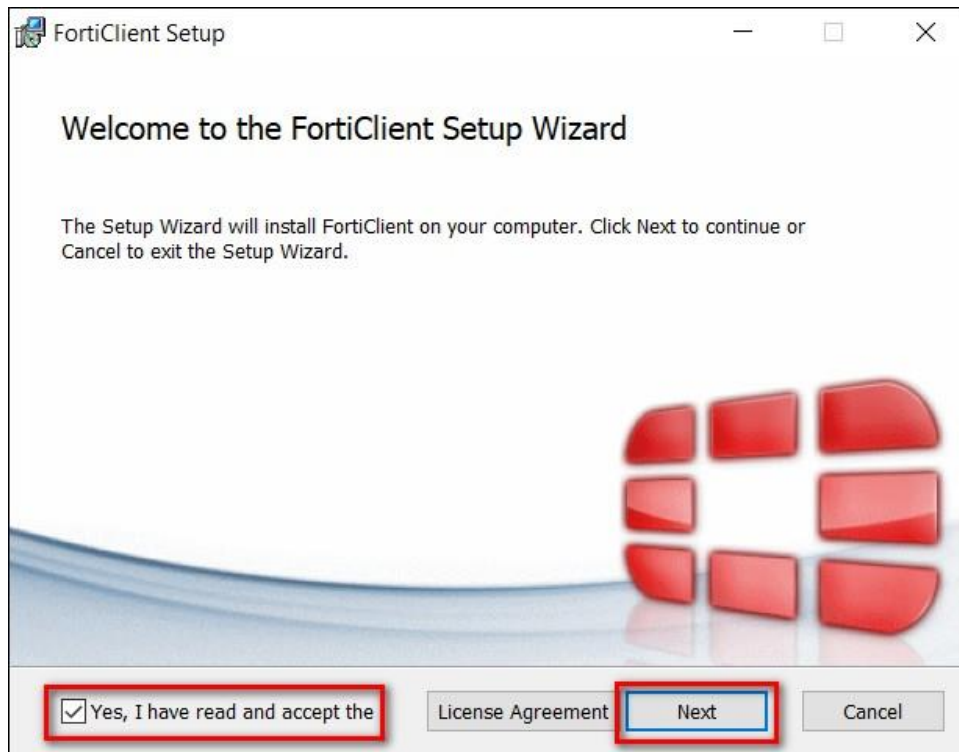 FortiClient Setup
Welcome to the FortiClient Setup Wizard
The Setup Wizard will install FortiClient on your computer. Click Next to continue or
Cancel to exit the Setup Wizard.
Yes, I have read and accept the License Agreement Next Cancel